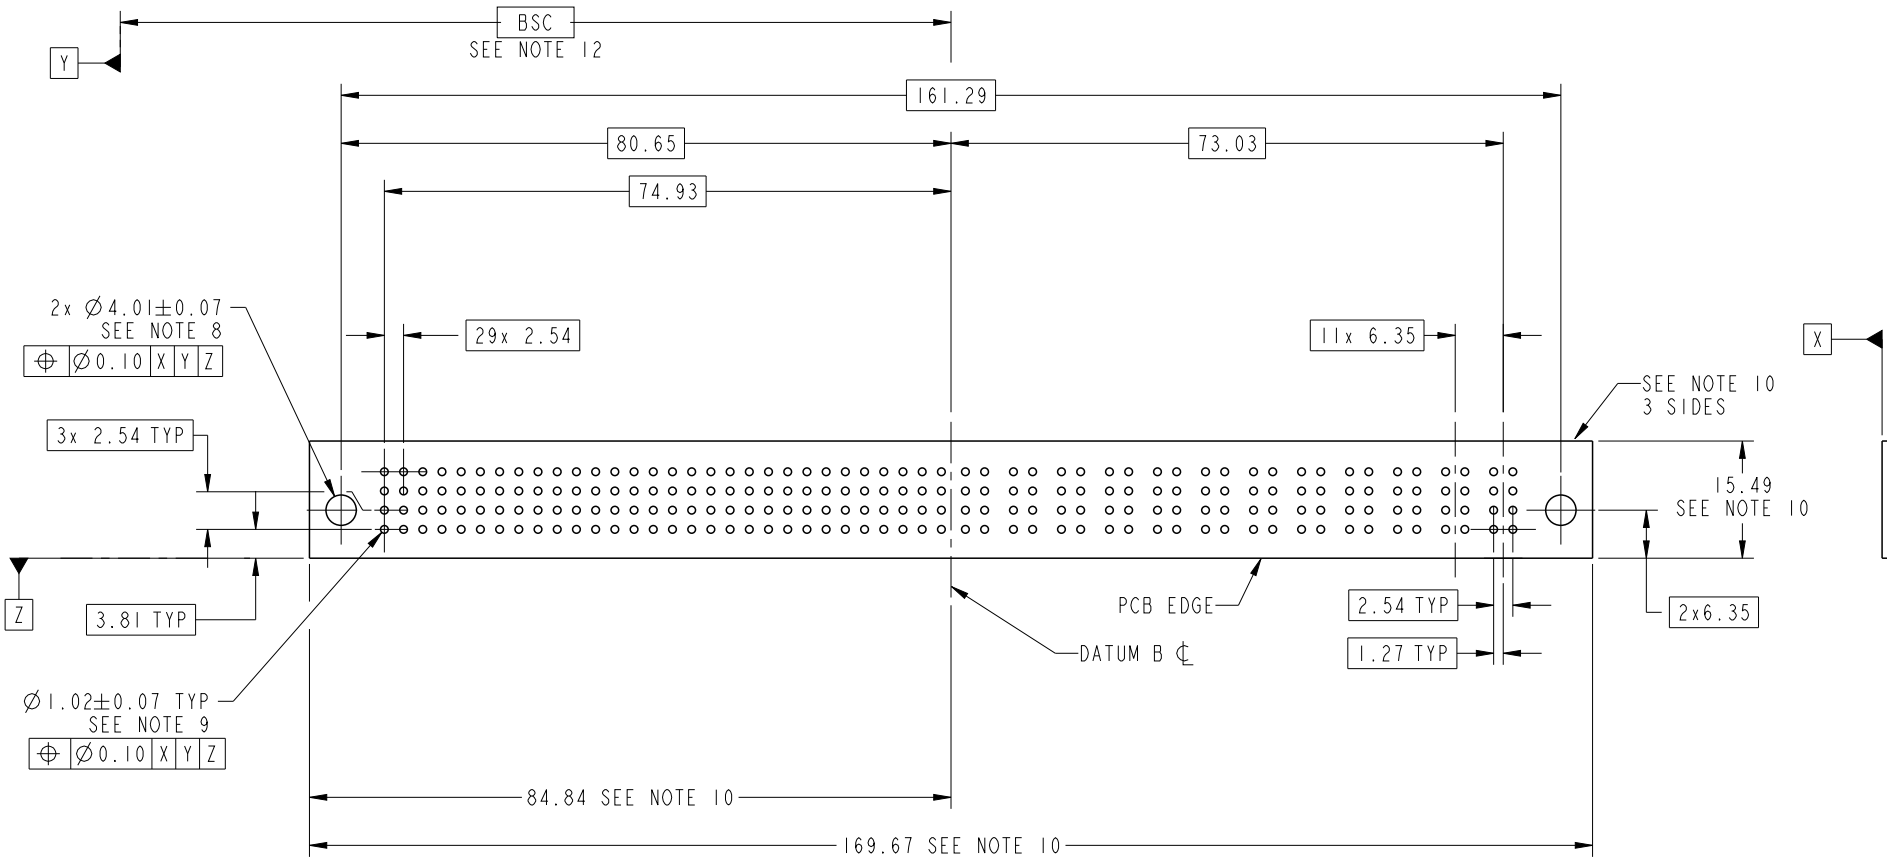 BSC
SEE NOTE 12
Y
161.29
80.65
73.03
74.93
2x Ø4.01±0.07
SEE NOTE 8
⌖ Ø0.10 X Y Z
29x 2.54
11x 6.35
X
SEE NOTE 10
3 SIDES
3x 2.54 TYP
15.49
SEE NOTE 10
Z
3.81 TYP
PCB EDGE
2.54 TYP
2x6.35
DATUM B ℄
1.27 TYP
Ø1.02±0.07 TYP
SEE NOTE 9
⌖ Ø0.10 X Y Z
84.84 SEE NOTE 10
169.67 SEE NOTE 10